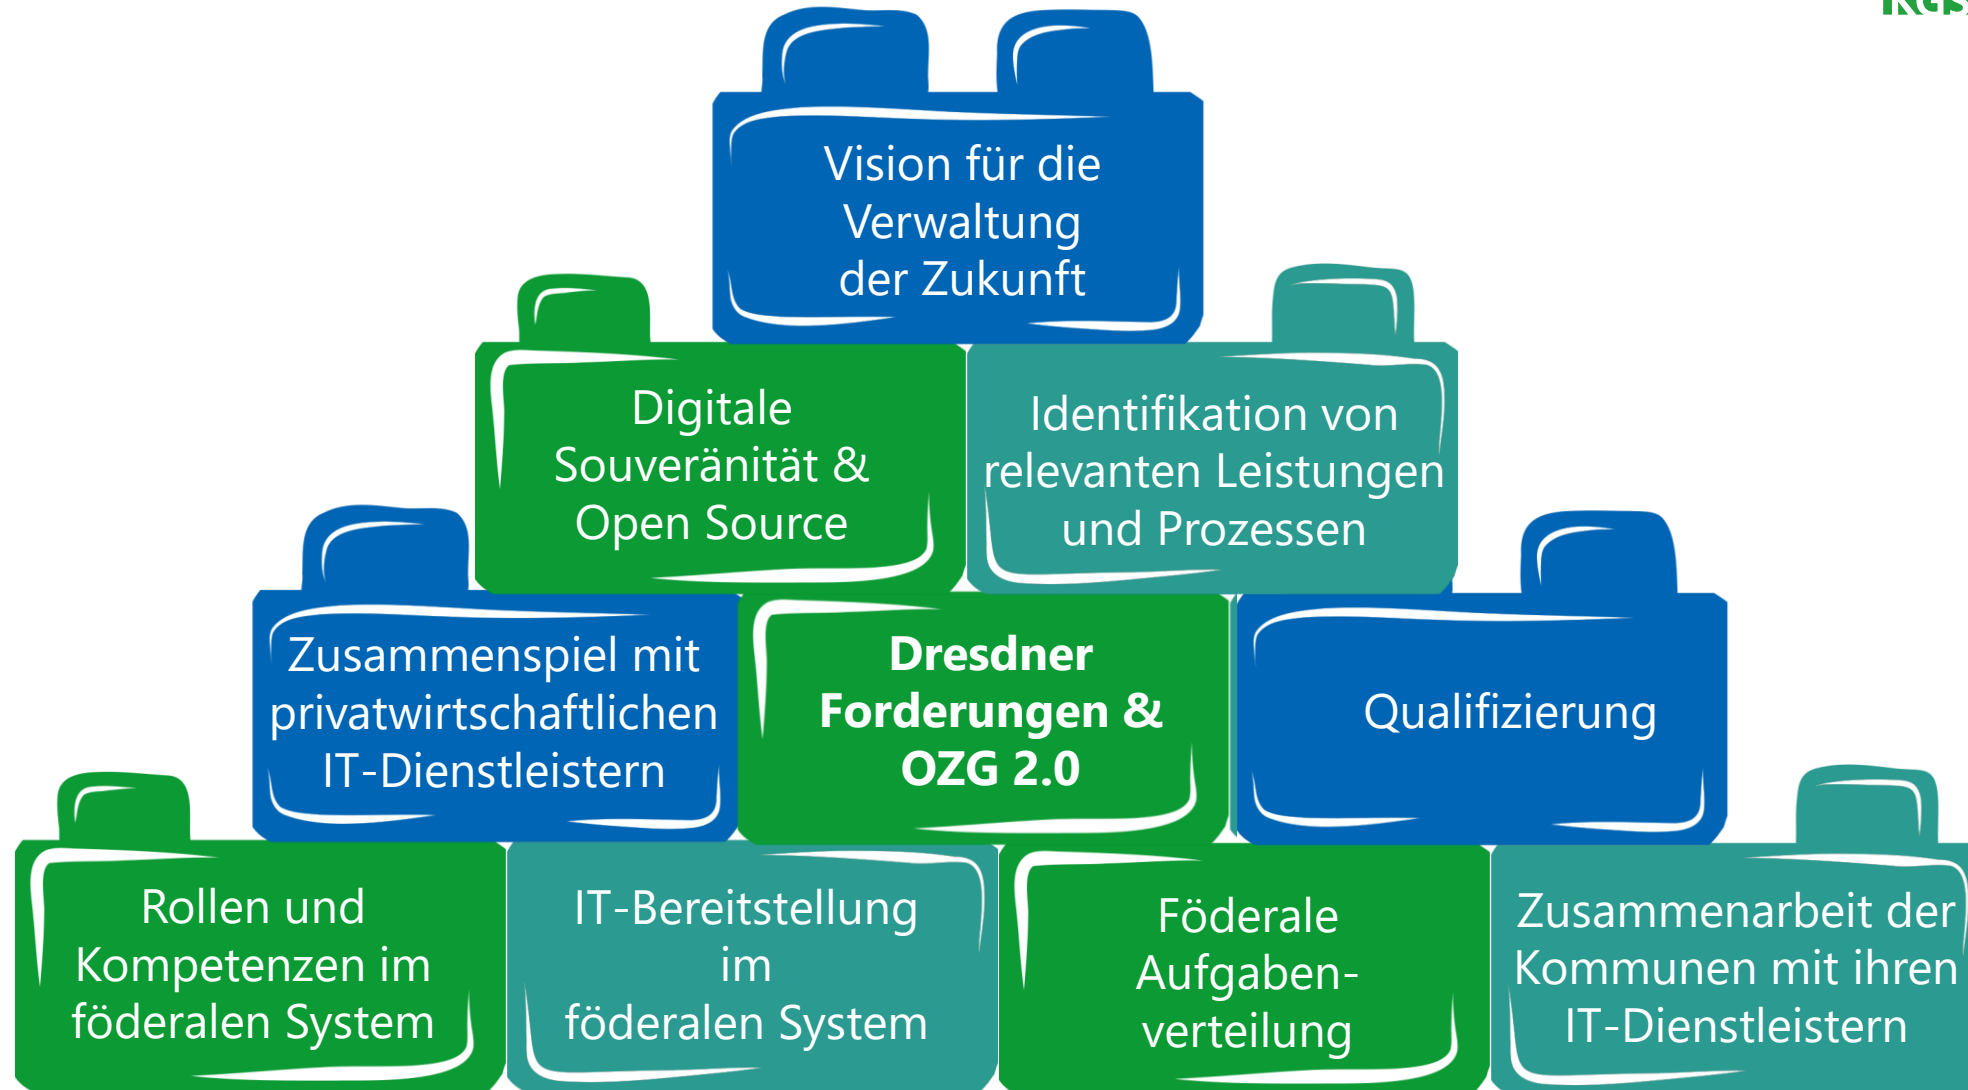 Vision für die
Verwaltung
der Zukunft
Digitale
Souveränität &
Open Source
Identifikation von
relevanten Leistungen
und Prozessen
Zusammenspiel mit
privatwirtschaftlichen
IT-Dienstleistern
Dresdner
Forderungen &
OZG 2.0
Qualifizierung
Rollen und
Kompetenzen im
föderalen System
IT-Bereitstellung
im
föderalen System
Föderale
Aufgaben-
verteilung
Zusammenarbeit der
Kommunen mit ihren
IT-Dienstleistern